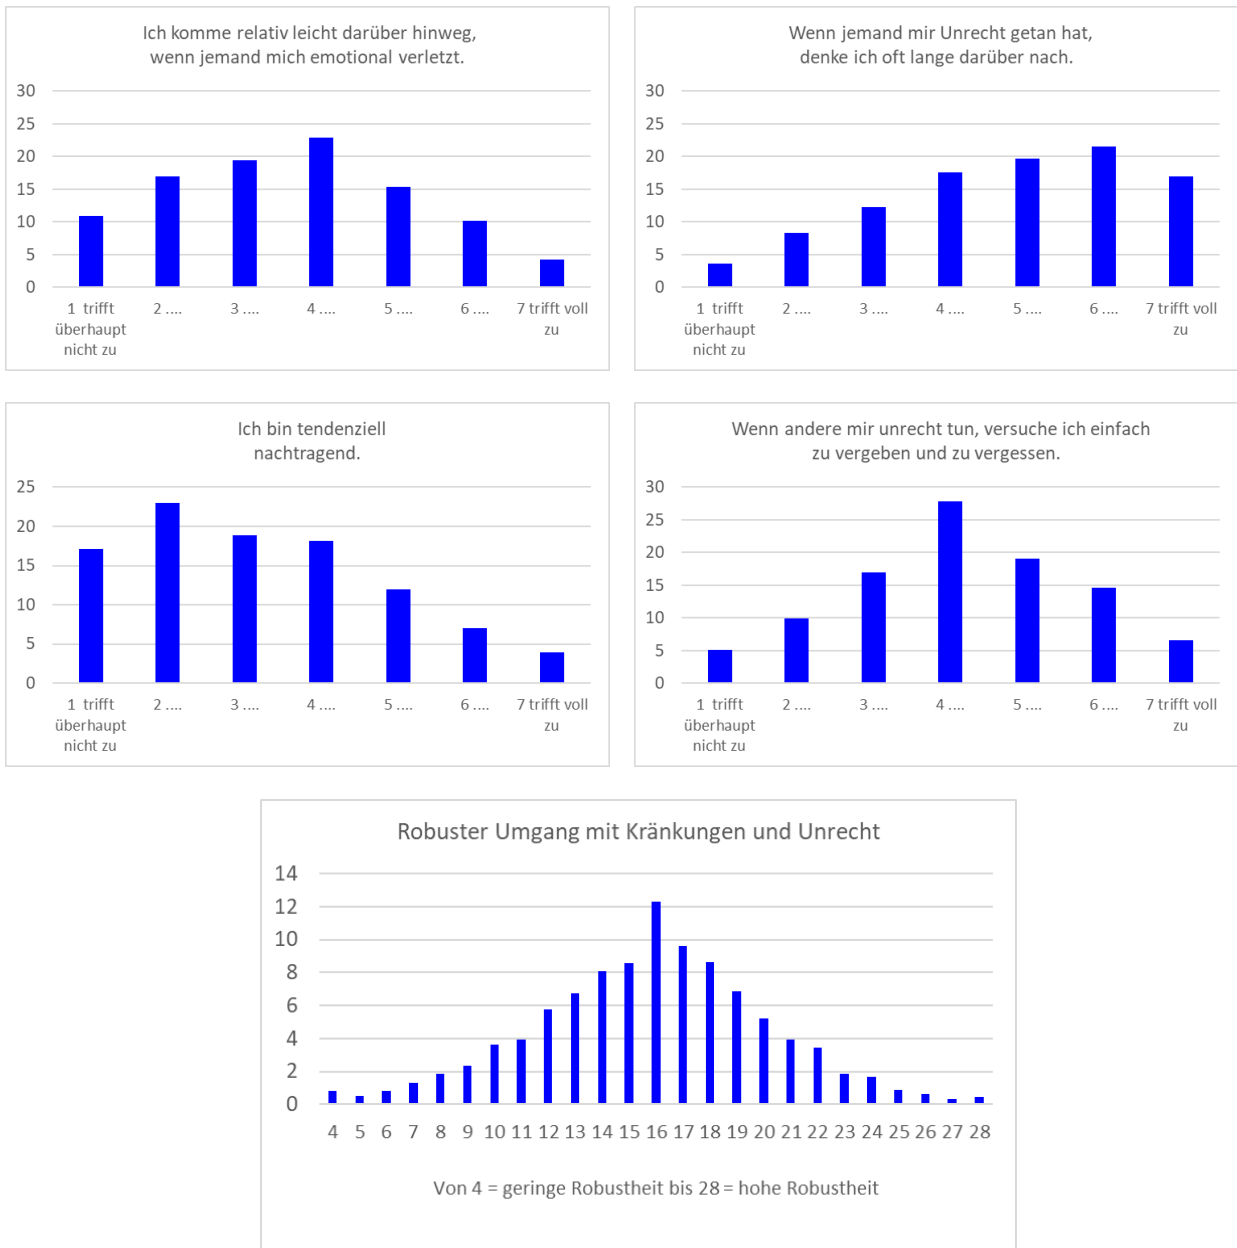 Ich komme relativ leicht darüber hinweg,
wenn jemand mich emotional verletzt.
30
25
20
15
10
5
0
1 trifft überhaupt nicht zu
2 ....
3 ....
4 ....
5 ....
6 ....
7 trifft voll zu
Wenn jemand mir Unrecht getan hat,
denke ich oft lange darüber nach.
30
25
20
15
10
5
0
1 trifft überhaupt nicht zu
2 ....
3 ....
4 ....
5 ....
6 ....
7 trifft voll zu
Ich bin tendenziell
nachtragend.
25
20
15
10
5
0
1 trifft überhaupt nicht zu
2 ....
3 ....
4 ....
5 ....
6 ....
7 trifft voll zu
Wenn andere mir unrecht tun, versuche ich einfach
zu vergeben und zu vergessen.
30
25
20
15
10
5
0
1 trifft überhaupt nicht zu
2 ....
3 ....
4 ....
5 ....
6 ....
7 trifft voll zu
Robuster Umgang mit Kränkungen und Unrecht
14
12
10
8
6
4
2
0
4 5 6 7 8 9 10 11 12 13 14 15 16 17 18 19 20 21 22 23 24 25 26 27 28
Von 4 = geringe Robustheit bis 28 = hohe Robustheit